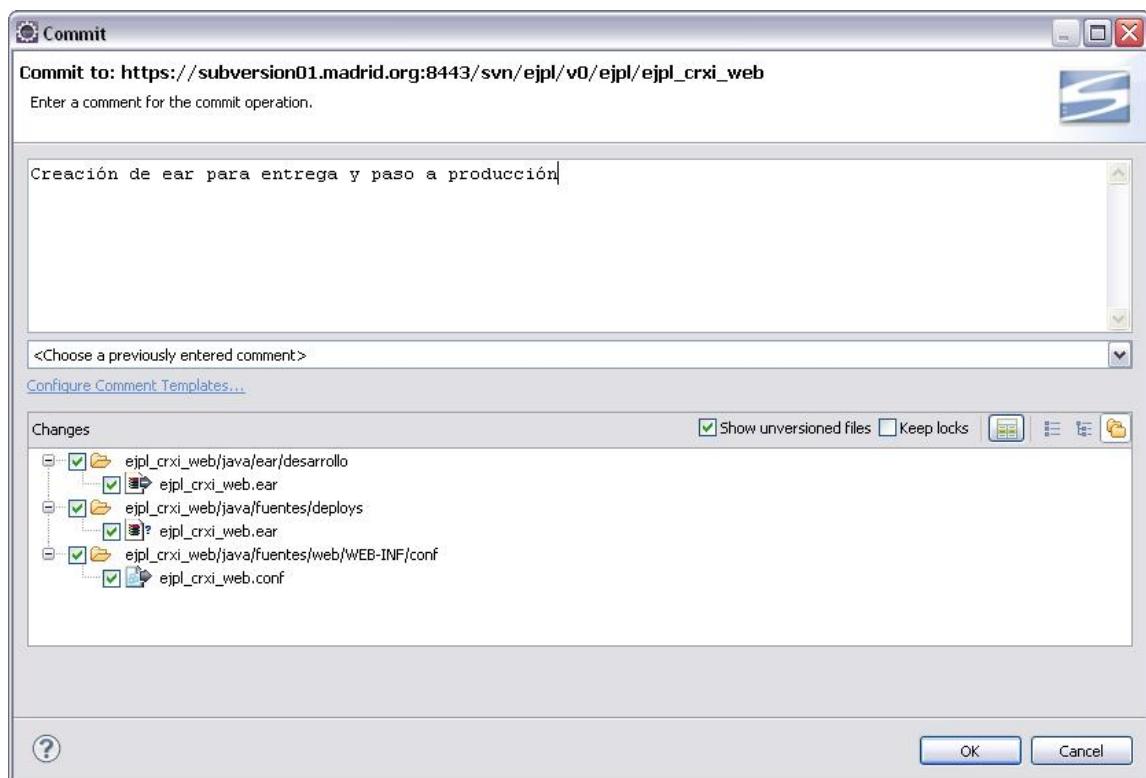 Commit
Commit to: https://subversion01.madrid.org:8443/svn/ejpl/v0/ejpl/ejpl_crxi_web
Enter a comment for the commit operation.
Creación de ear para entrega y paso a producción
<Choose a previously entered comment>
Configure Comment Templates...
Changes Show unversioned files Keep locks
ejpl_crxi_web/java/ear/desarrollo
ejpl_crxi_web.ear
ejpl_crxi_web/java/fuentes/deploys
ejpl_crxi_web.ear
ejpl_crxi_web/java/fuentes/web/WEB-INF/conf
ejpl_crxi_web.conf
OK Cancel